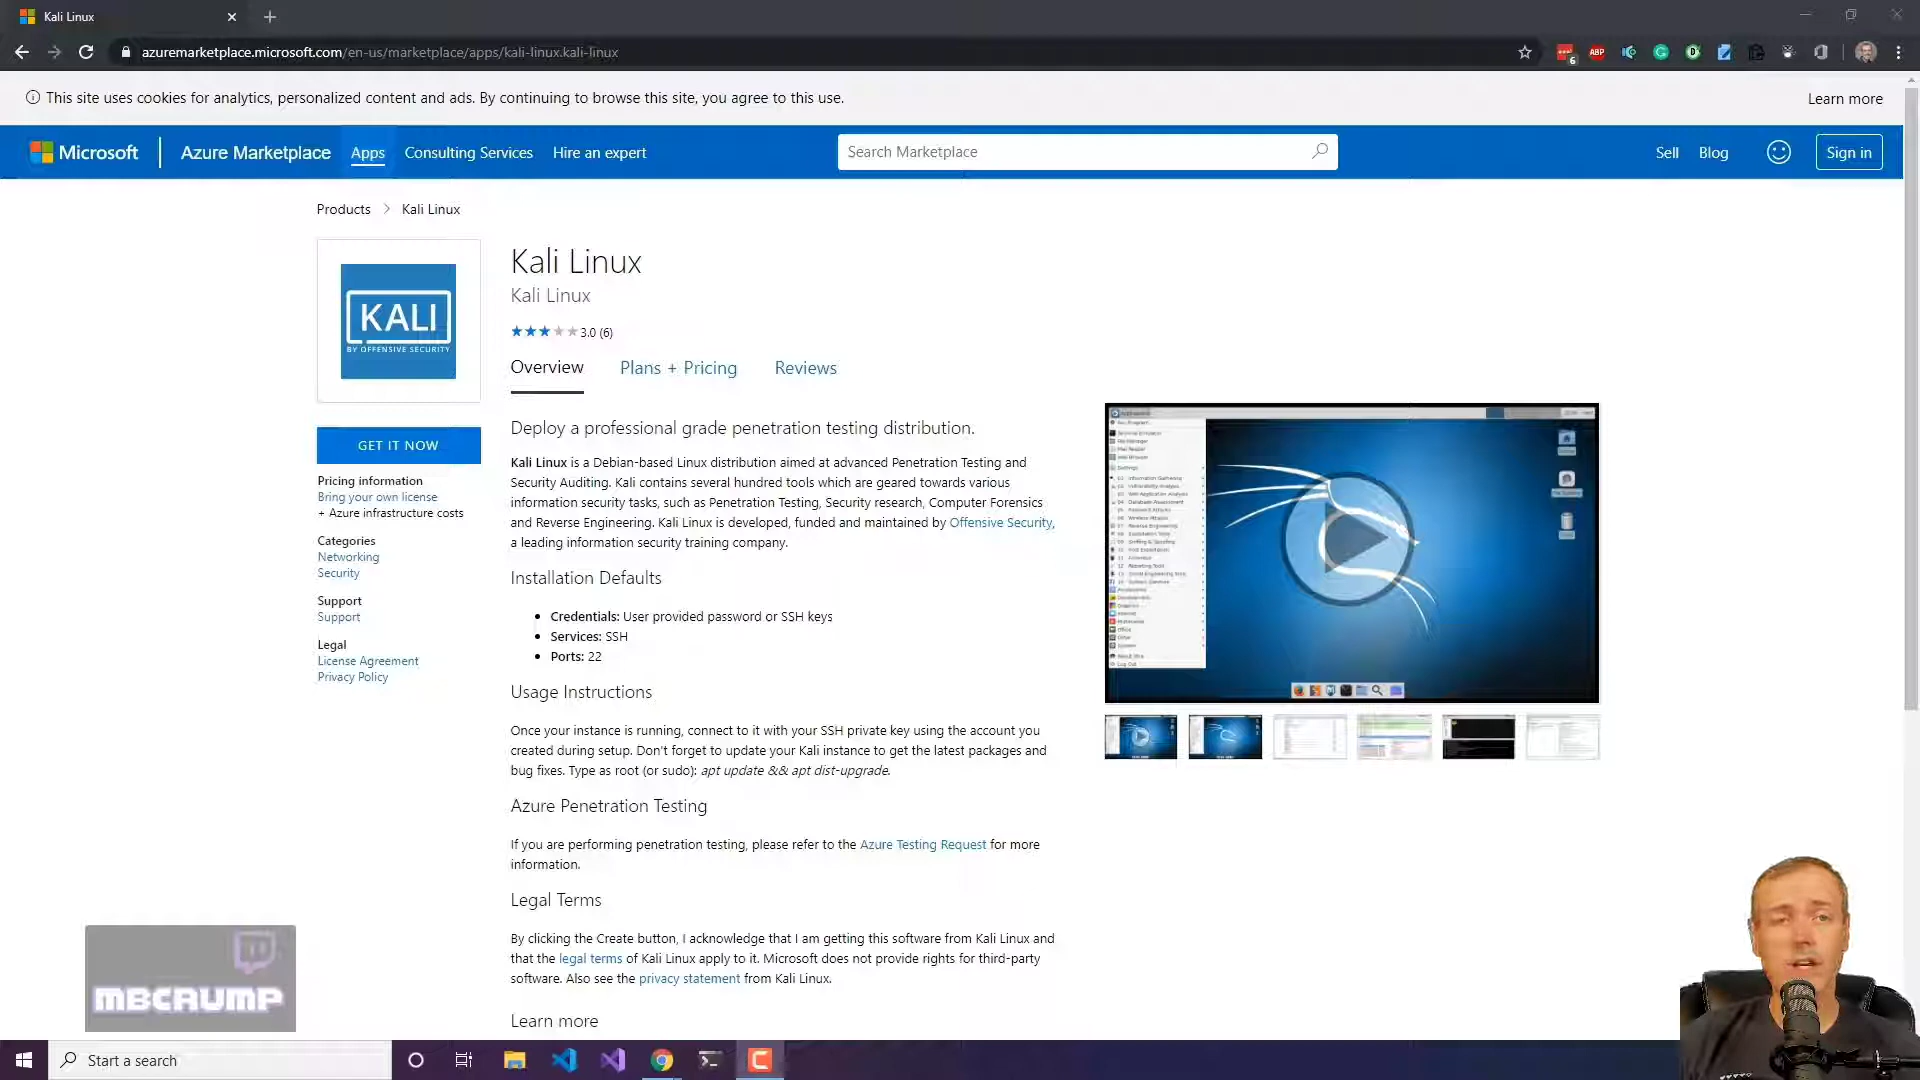 Kali Linux
azuremarketplace.microsoft.com/en-us/marketplace/apps/kali-linux.kali-linux
ABP
6
This site uses cookies for analytics, personalized content and ads. By continuing to browse this site, you agree to this use.
Learn more
Microsoft
Azure Marketplace
Apps
Consulting Services
Hire an expert
Search Marketplace
Sell
Blog
Sign in
Products > Kali Linux
KALI
BY OFFENSIVE SECURITY
GET IT NOW
Pricing information
Bring your own license
+ Azure infrastructure costs
Categories
Networking
Security
Support
Support
Legal
License Agreement
Privacy Policy
Kali Linux
Kali Linux
3.0 (6)
Overview
Plans + Pricing
Reviews
Deploy a professional grade penetration testing distribution.
Kali Linux is a Debian-based Linux distribution aimed at advanced Penetration Testing and
Security Auditing. Kali contains several hundred tools which are geared towards various
information security tasks, such as Penetration Testing, Security research, Computer Forensics
and Reverse Engineering. Kali Linux is developed, funded and maintained by Offensive Security,
a leading information security training company.
Installation Defaults
• Credentials: User provided password or SSH keys
• Services: SSH
• Ports: 22
Usage Instructions
Once your instance is running, connect to it with your SSH private key using the account you
created during setup. Don't forget to update your Kali instance to get the latest packages and
bug fixes. Type as root (or sudo): apt update && apt dist-upgrade.
Azure Penetration Testing
If you are performing penetration testing, please refer to the Azure Testing Request for more
information.
Legal Terms
By clicking the Create button, I acknowledge that I am getting this software from Kali Linux and
that the legal terms of Kali Linux apply to it. Microsoft does not provide rights for third-party
software. Also see the privacy statement from Kali Linux.
Learn more
MBCRUMP
Start a search